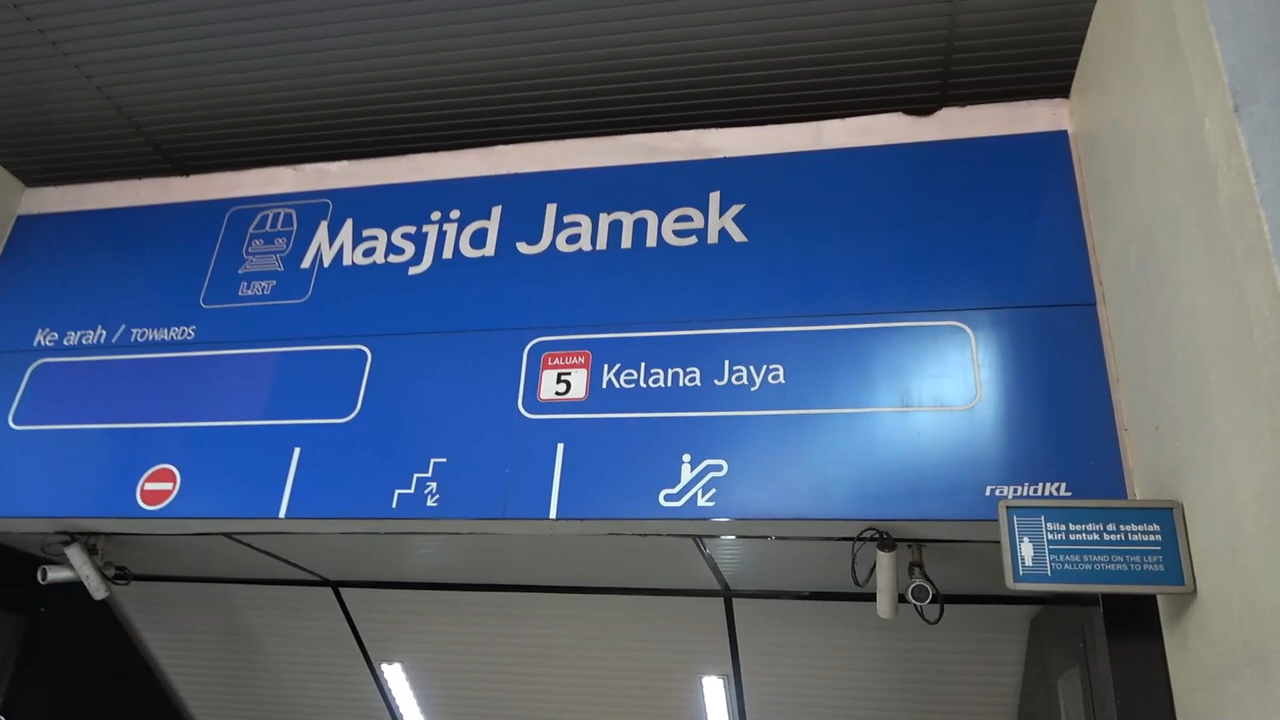 Masjid Jamek
LRT
Ke arah / TOWARDS
LALUAN
5
Kelana Jaya
rapidKL
Sila berdiri di sebelah
kiri untuk beri laluan
PLEASE STAND ON THE LEFT
TO ALLOW OTHERS TO PASS